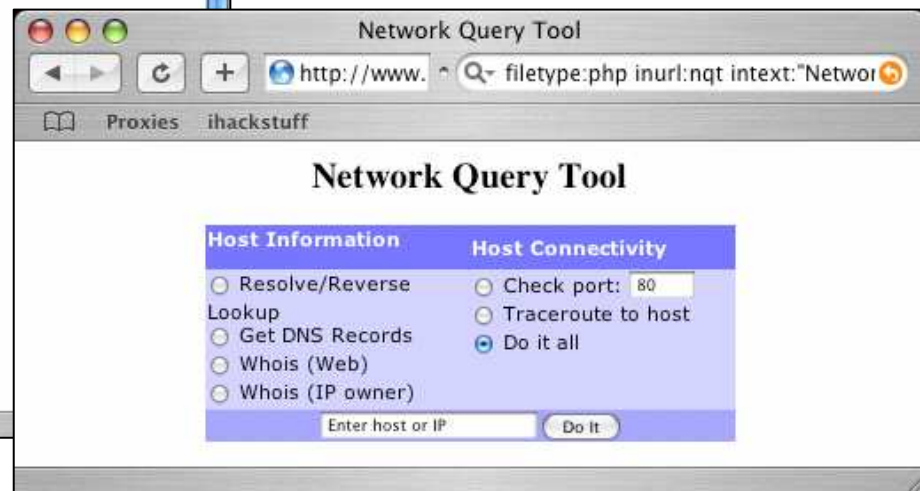 Network Query Tool
http://www.
filetype:php inurl:nqt intext:"Networ
Proxies ihackstuff
Network Query Tool
Host Information
Host Connectivity
Resolve/Reverse
Lookup
Get DNS Records
Whois (Web)
Whois (IP owner)
Check port: 80
Traceroute to host
Do it all
Enter host or IP
Do It